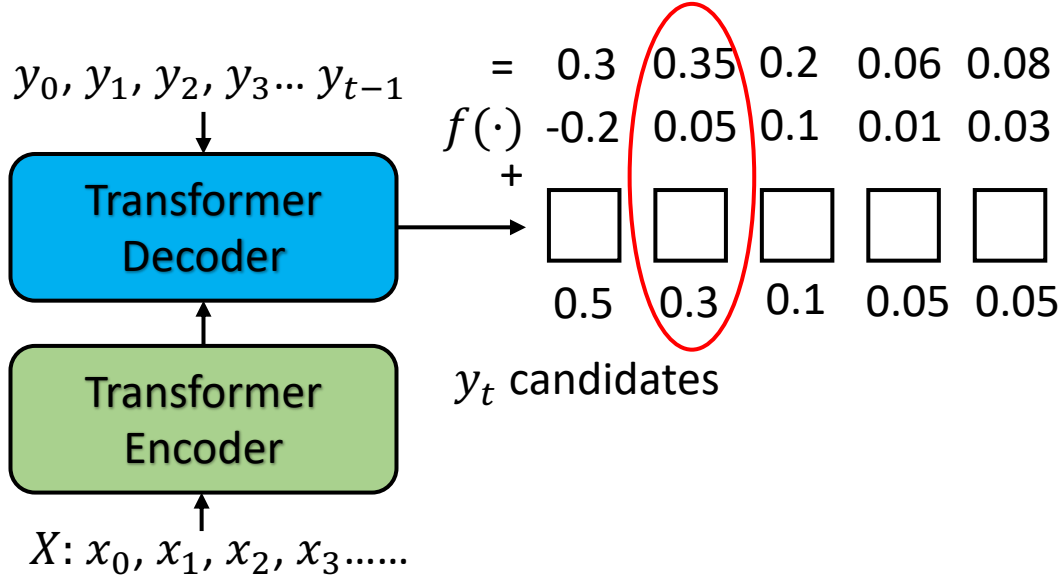 y₀, y₁, y₂, y₃... yₜ₋₁
Transformer
Decoder
Transformer
Encoder
X: x₀, x₁, x₂, x₃......
= 0.3 0.35 0.2 0.06 0.08
f(·) -0.2 0.05 0.1 0.01 0.03
+
0.5 0.3 0.1 0.05 0.05
yₜ candidates